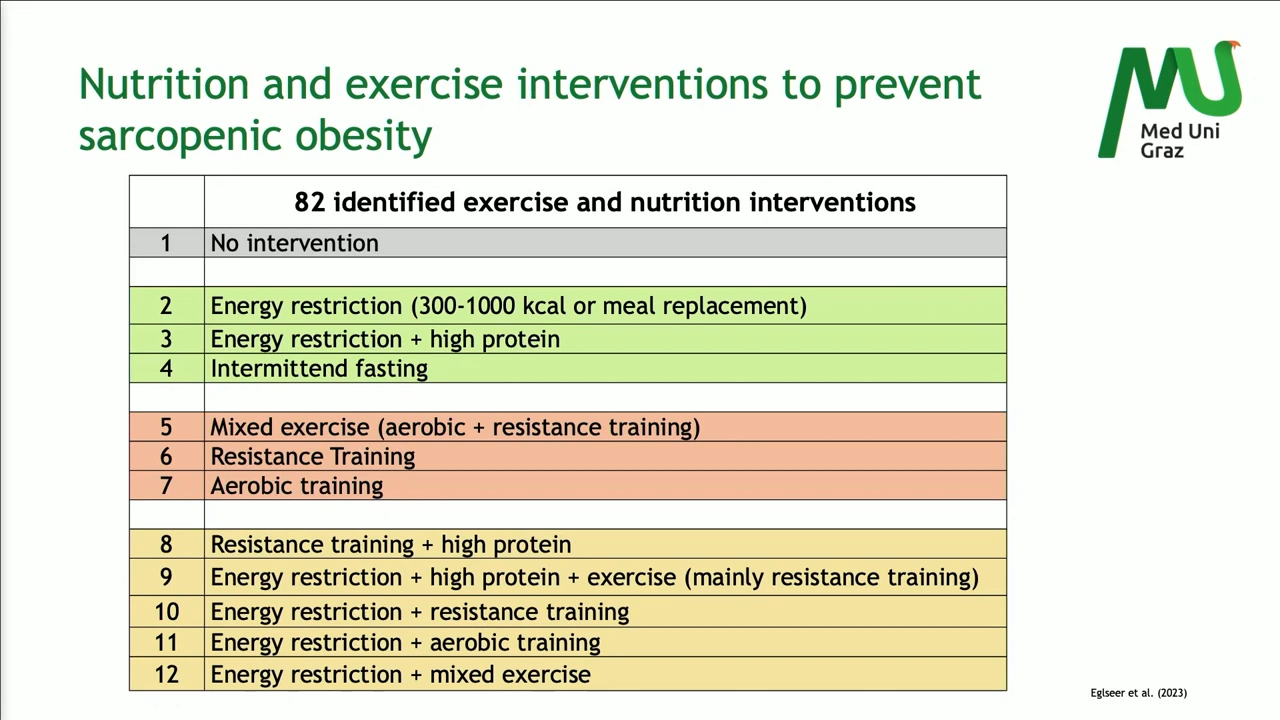 Nutrition and exercise interventions to prevent
sarcopenic obesity
Med Uni
Graz
82 identified exercise and nutrition interventions
1 No intervention
2 Energy restriction (300-1000 kcal or meal replacement)
3 Energy restriction + high protein
4 Intermittend fasting
5 Mixed exercise (aerobic + resistance training)
6 Resistance Training
7 Aerobic training
8 Resistance training + high protein
9 Energy restriction + high protein + exercise (mainly resistance training)
10 Energy restriction + resistance training
11 Energy restriction + aerobic training
12 Energy restriction + mixed exercise
Eglseer et al. (2023)